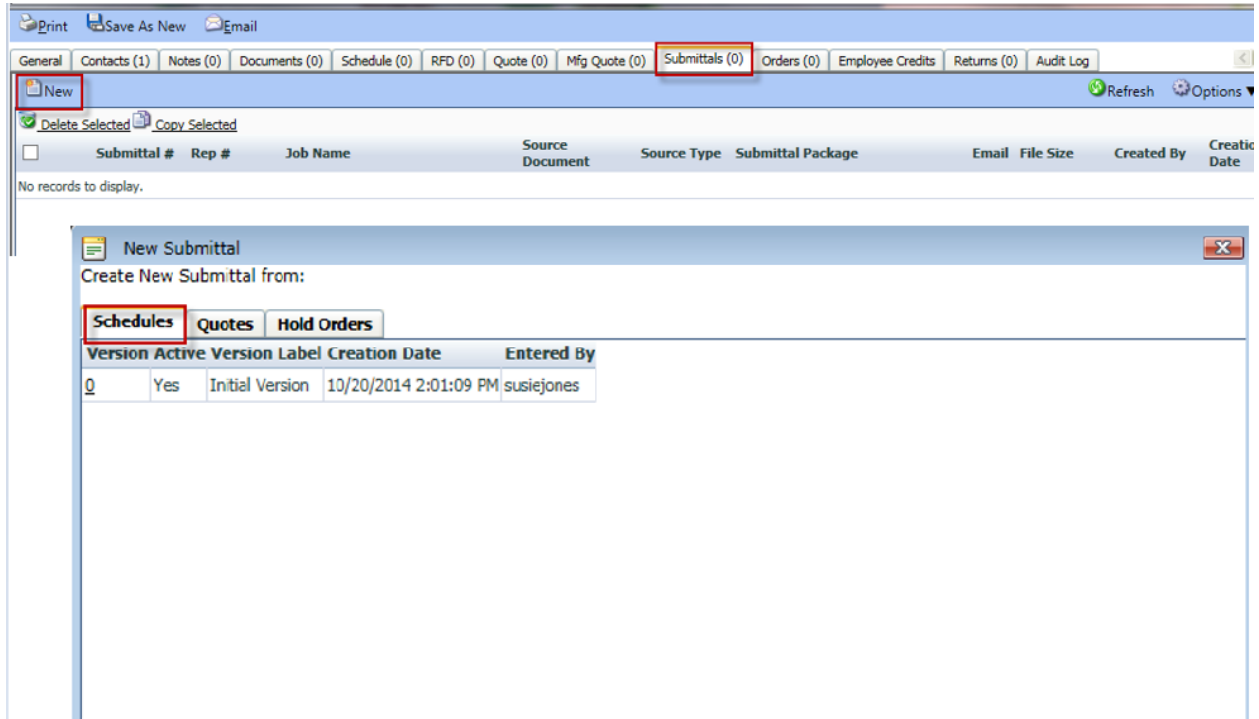 Print Save As New Email
General Contacts (1) Notes (0) Documents (0) Schedule (0) RFD (0) Quote (0) Mfg Quote (0) Submittals (0) Orders (0) Employee Credits Returns (0) Audit Log
New Refresh Options
Delete Selected Copy Selected
Submittal # Rep # Job Name Source Document Source Type Submittal Package Email File Size Created By Creatio Date
No records to display.
New Submittal
Create New Submittal from:
Schedules Quotes Hold Orders
Version Active Version Label Creation Date Entered By
0 Yes Initial Version 10/20/2014 2:01:09 PM susiejones